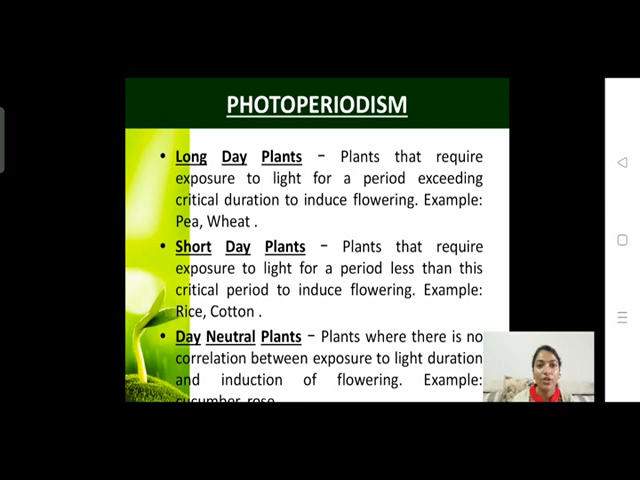 PHOTOPERIODISM
• Long Day Plants – Plants that require
exposure to light for a period exceeding
critical duration to induce flowering. Example:
Pea, Wheat .
• Short Day Plants – Plants that require
exposure to light for a period less than this
critical period to induce flowering. Example:
Rice, Cotton .
• Day Neutral Plants – Plants where there is no
correlation between exposure to light duration
and induction of flowering. Example:
cucumber, rose